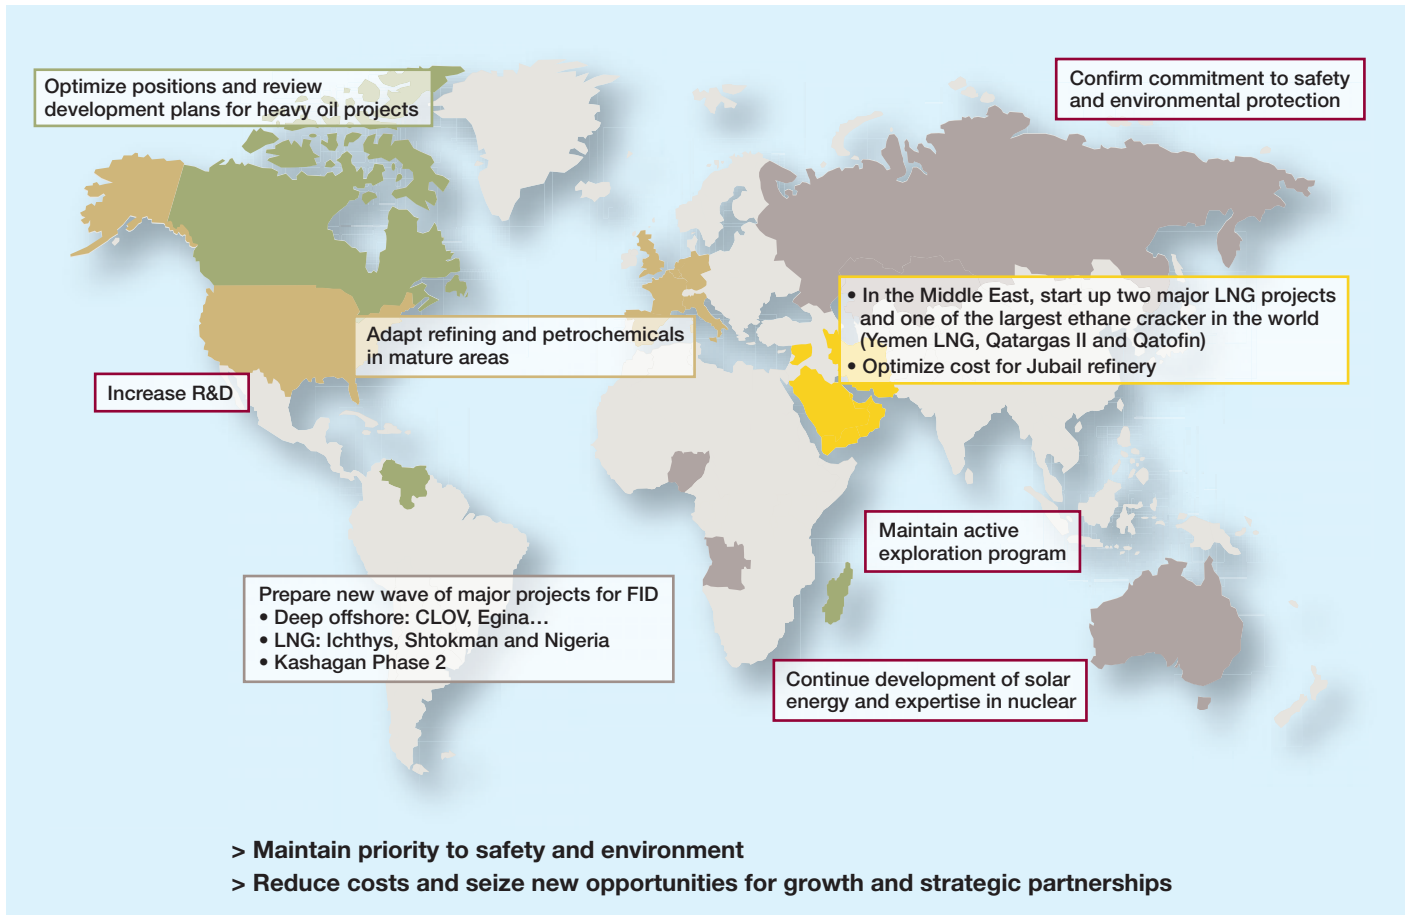 Optimize positions and review
development plans for heavy oil projects
Confirm commitment to safety
and environmental protection
• In the Middle East, start up two major LNG projects
and one of the largest ethane cracker in the world
(Yemen LNG, Qatargas II and Qatofin)
• Optimize cost for Jubail refinery
Adapt refining and petrochemicals
in mature areas
Increase R&D
Maintain active
exploration program
Prepare new wave of major projects for FID
• Deep offshore: CLOV, Egina…
• LNG: Ichthys, Shtokman and Nigeria
• Kashagan Phase 2
Continue development of solar
energy and expertise in nuclear
> Maintain priority to safety and environment
> Reduce costs and seize new opportunities for growth and strategic partnerships